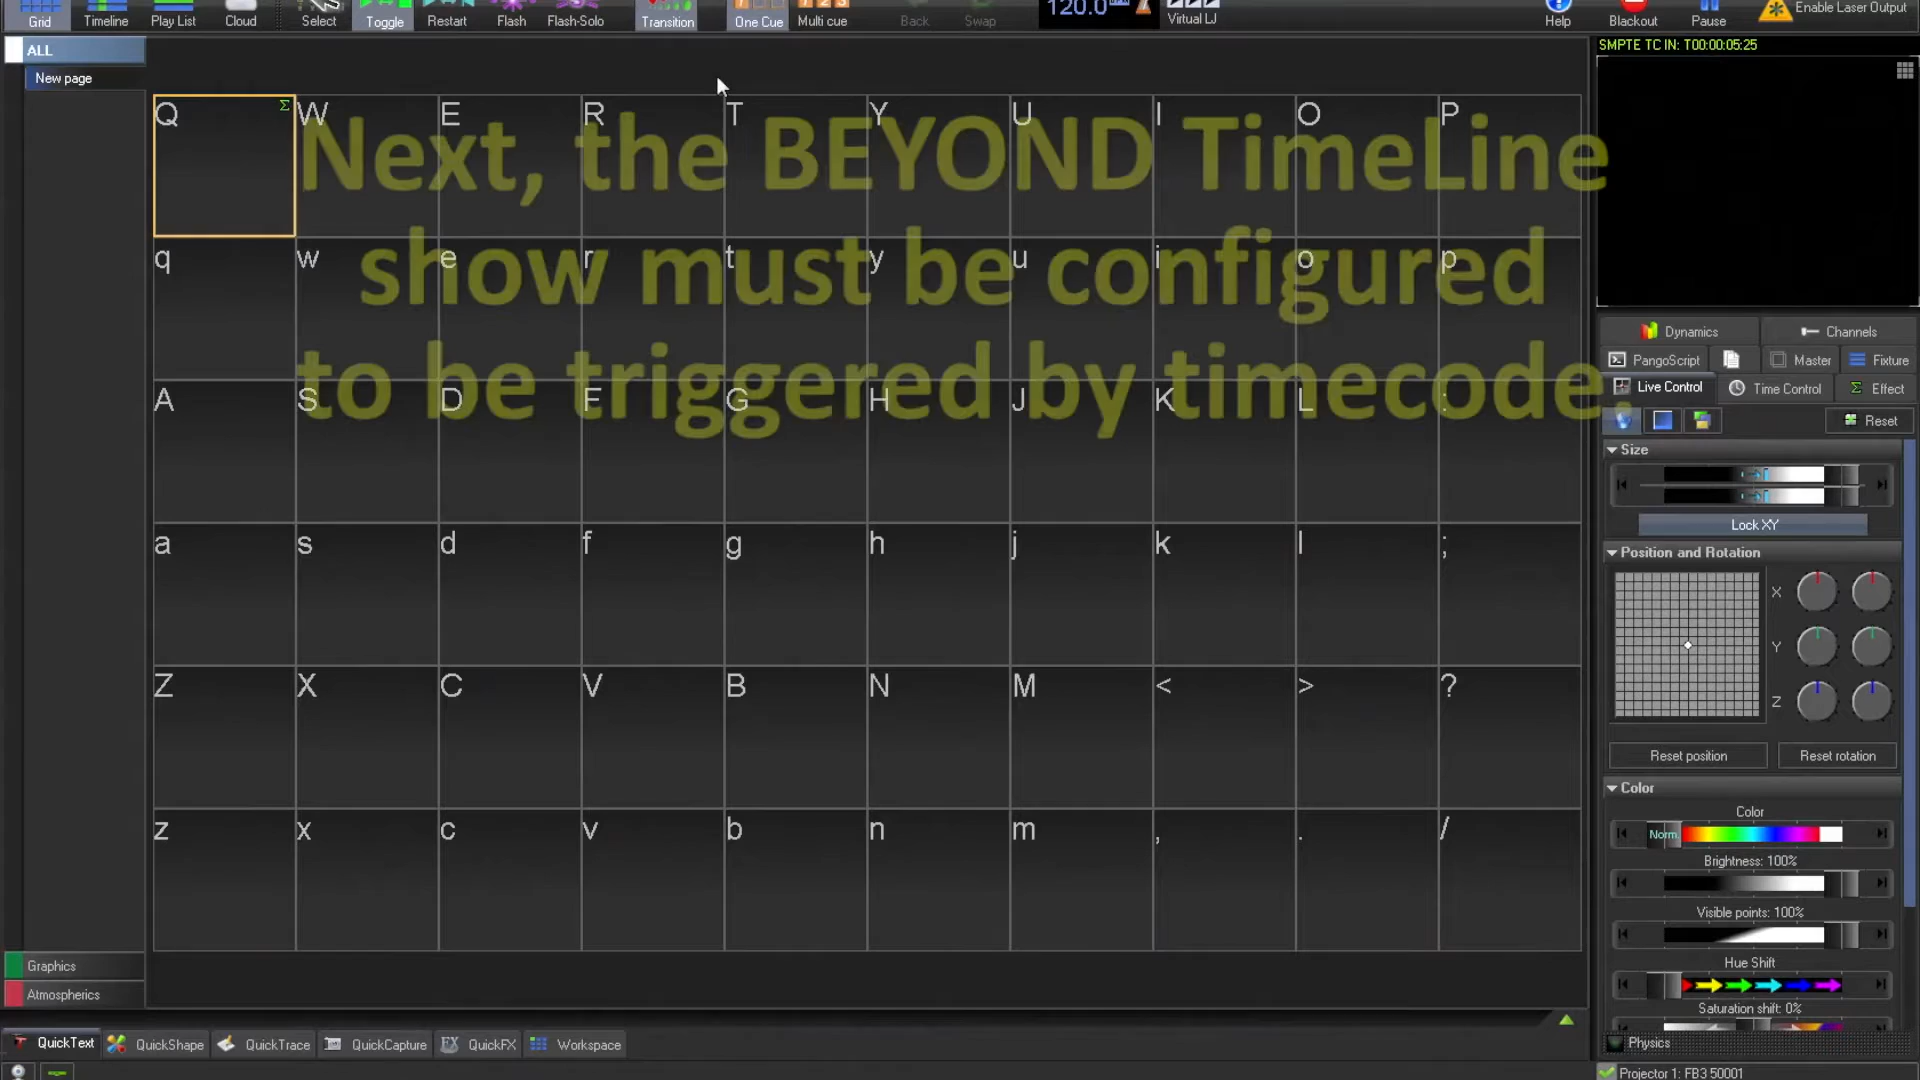 Grid Timeline Play List Cloud Select Toggle Restart Flash Flash-Solo Transition One Cue Multi cue Back Swap 120.0 Virtual LJ Help Blackout Pause Enable Laser Output
ALL
New page
SMPTE TC IN: T00:00:05:25
Q W E R T Y U I O P
Next, the BEYOND TimeLine
q w e r t y u i o p
show must be configured
A S D F G H J K L :
to be triggered by timecode.
a s d f g h j k l ;
Z X C V B N M < > ?
z x c v b n m , . /
Dynamics Channels
PangoScript Master Fixture
Live Control Time Control Σ Effect
Reset
Size
Lock XY
Position and Rotation
X
Y
Z
Reset position Reset rotation
Color
Color
Norm.
Brightness: 100%
Visible points: 100%
Hue Shift
Saturation shift: 0%
Physics
Graphics
Atmospherics
QuickText QuickShape QuickTrace QuickCapture FX QuickFX Workspace
Projector 1: FB3 50001